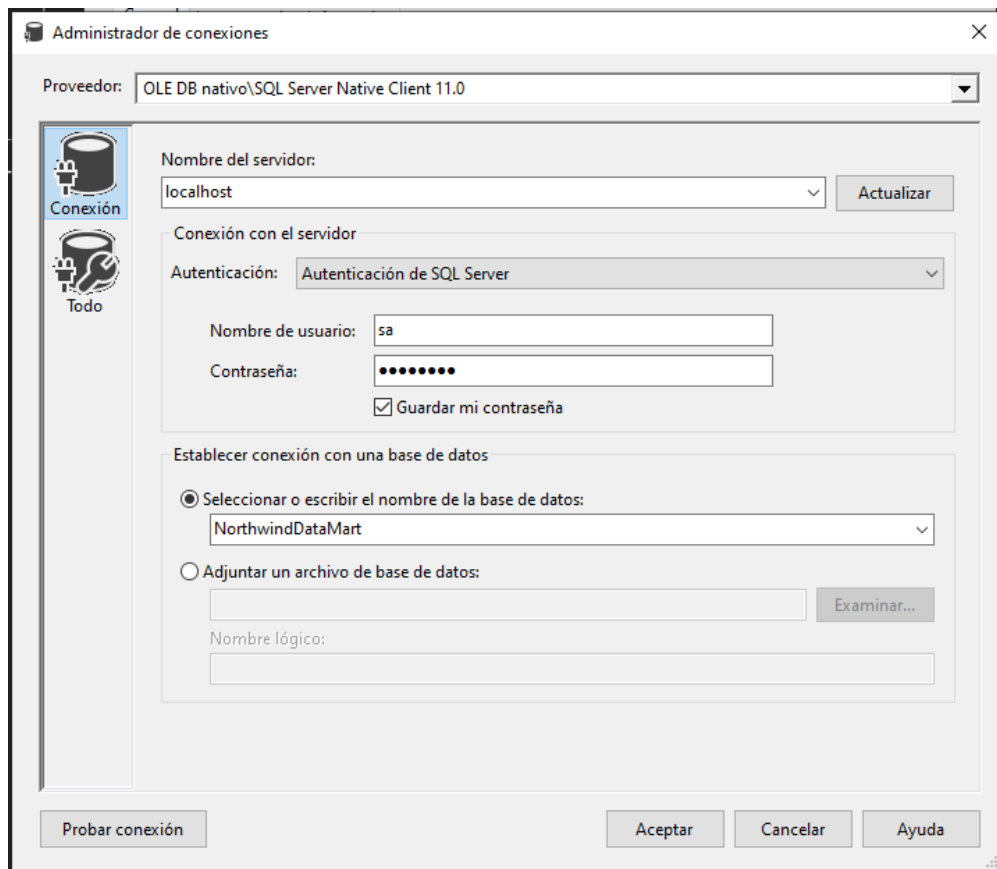 Administrador de conexiones
Proveedor: OLE DB nativo\SQL Server Native Client 11.0
Conexión
Todo
Nombre del servidor:
localhost Actualizar
Conexión con el servidor
Autenticación: Autenticación de SQL Server
Nombre de usuario: sa
Contraseña: ••••••••
Guardar mi contraseña
Establecer conexión con una base de datos
Seleccionar o escribir el nombre de la base de datos:
NorthwindDataMart
Adjuntar un archivo de base de datos:
Examinar...
Nombre lógico:
Probar conexión Aceptar Cancelar Ayuda